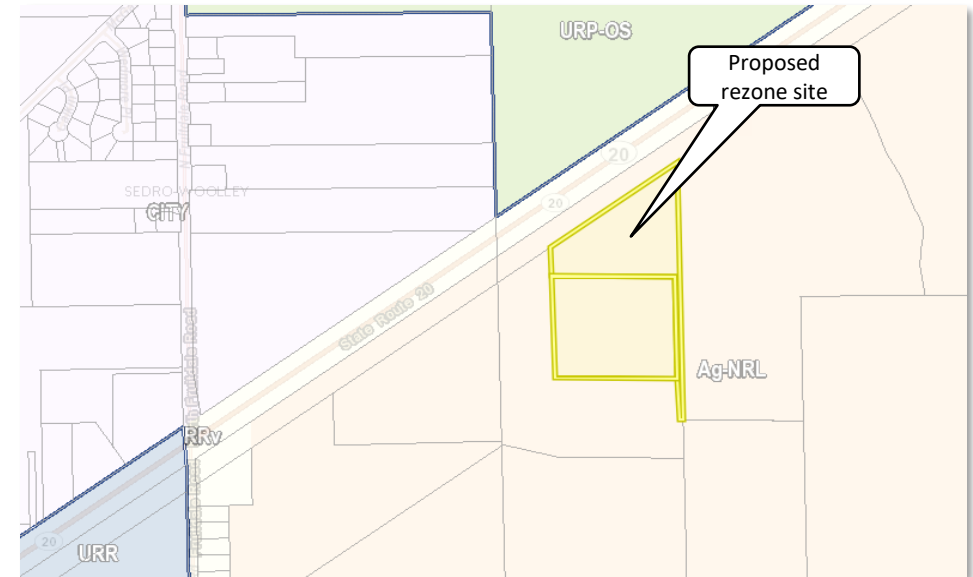 URP-OS
Proposed
rezone site
20
SEDRO-WOOLLEY
CITY
20
State Route 20
Ag-NRL
RRv
20
URR